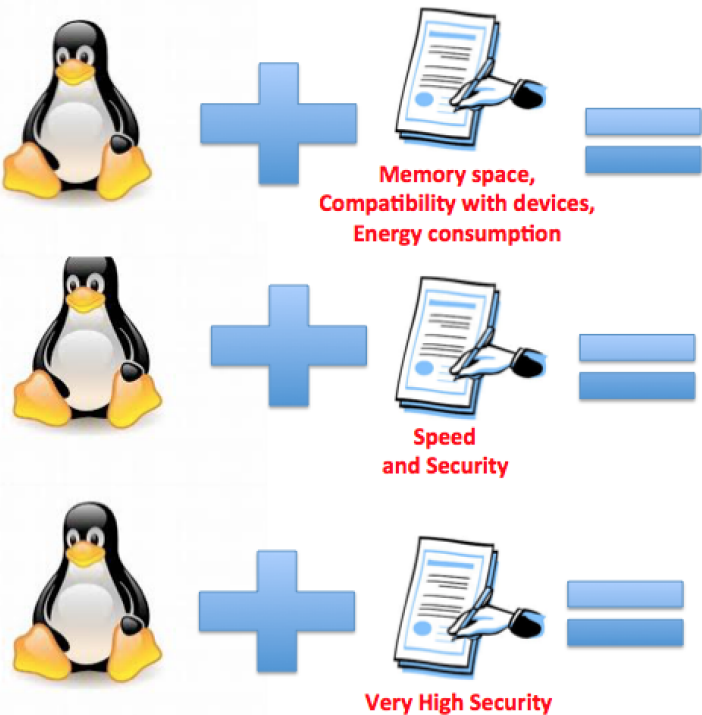 Memory space,
Compatibility with devices,
Energy consumption
Speed
and Security
Very High Security